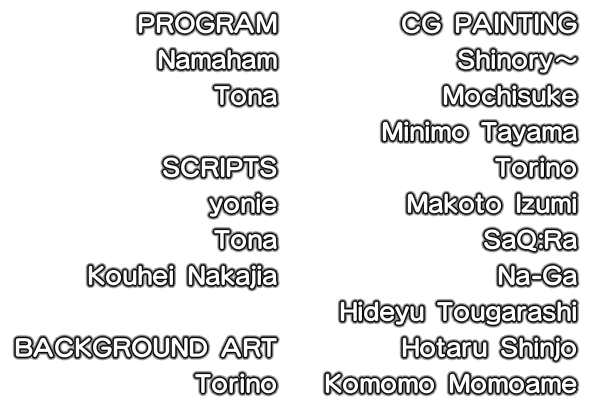 PROGRAM
Namaham
Tona
SCRIPTS
yonie
Tona
Kouhei Nakajia
BACKGROUND ART
Torino
CG PAINTING
Shinory～
Mochisuke
Minimo Tayama
Torino
Makoto Izumi
SaQ:Ra
Na-Ga
Hideyu Tougarashi
Hotaru Shinjo
Komomo Momoame